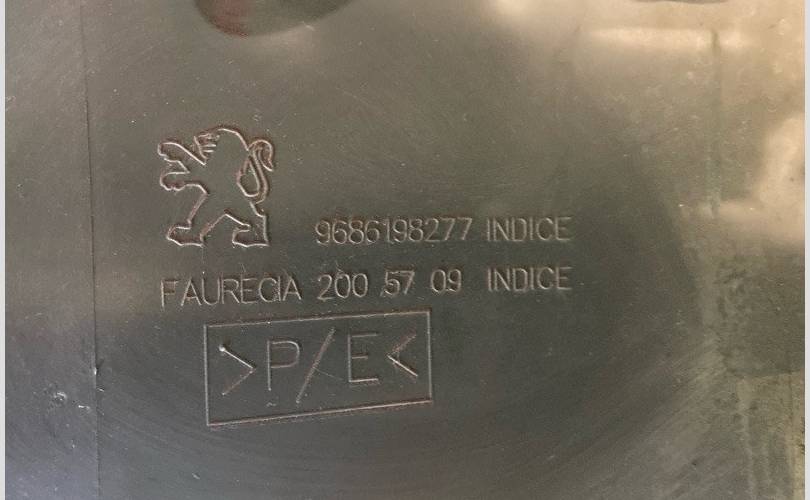 9686198277 INDICE
FAURECIA 200 57 09 INDICE
>P/E<